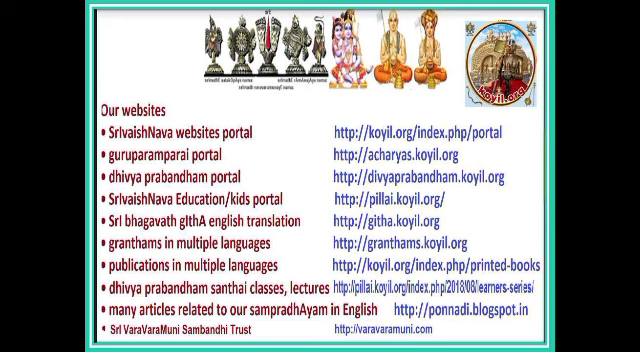 koyil.org
Our websites
• SrIvaishNava websites portal http://koyil.org/index.php/portal
• guruparamparai portal http://acharyas.koyil.org
• dhivya prabandham portal http://divyaprabandham.koyil.org
• SrIvaishNava Education/kids portal http://pillai.koyil.org/
• SrI bhagavath gIthA english translation http://githa.koyil.org
• granthams in multiple languages http://granthams.koyil.org
• publications in multiple languages http://koyil.org/index.php/printed-books
• dhivya prabandham santhai classes, lectures http://pillai.koyil.org/index.php/2018/08/learners-series/
• many articles related to our sampradhAyam in English http://ponnadi.blogspot.in
• SrI VaraVaraMuni Sambandhi Trust http://varavaramuni.com